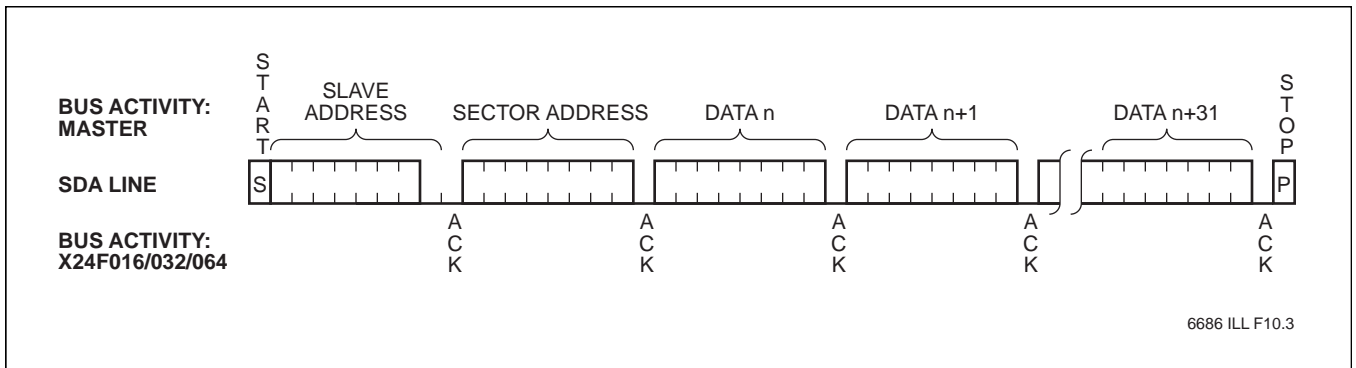 START
SLAVE
ADDRESS
STOP
BUS ACTIVITY:
MASTER
SECTOR ADDRESS
DATA n
DATA n+1
DATA n+31
SDA LINE
S
P
BUS ACTIVITY:
X24F016/032/064
ACK
ACK
ACK
ACK
ACK
6686 ILL F10.3